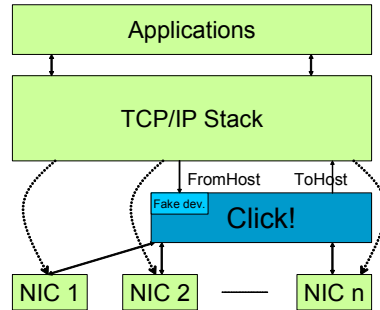 Applications
TCP/IP Stack
FromHost
ToHost
Fake dev.
Click!
NIC 1
NIC 2
NIC n